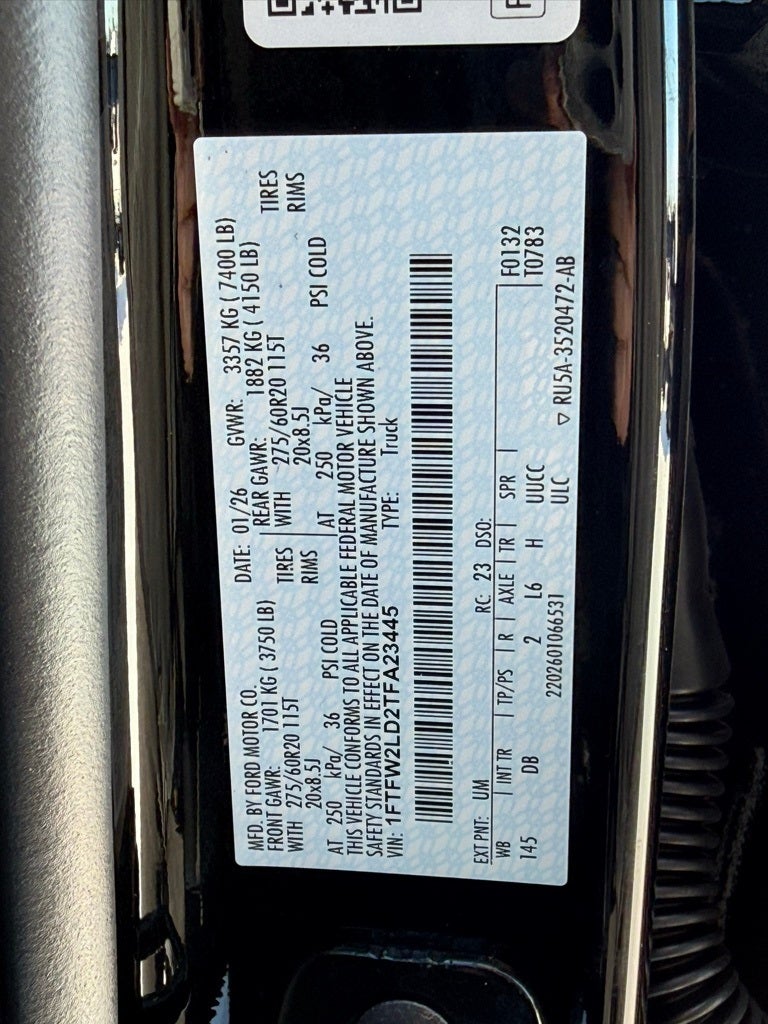 MFD. BY FORD MOTOR CO.
DATE: 01/26
GVWR: 3357 KG ( 7400 LB)
FRONT GAWR: 1701 KG ( 3750 LB)
REAR GAWR: 1882 KG ( 4150 LB)
WITH 275/60R20 115T TIRES
WITH 275/60R20 115T TIRES
20x8.5J RIMS
20x8.5J RIMS
AT 250 kPa/ 36 PSI COLD
AT 250 kPa/ 36 PSI COLD
THIS VEHICLE CONFORMS TO ALL APPLICABLE FEDERAL MOTOR VEHICLE
SAFETY STANDARDS IN EFFECT ON THE DATE OF MANUFACTURE SHOWN ABOVE.
VIN: 1FTFW2LD2TFA23445 TYPE: Truck
EXT PNT: UM RC: 23 DSO:
WB INT TR TP/PS R AXLE TR SPR F0132
T0783
145 DB 2 L6 H UUCC
2202601066531 ULC ▽ RU5A-3520472-AB